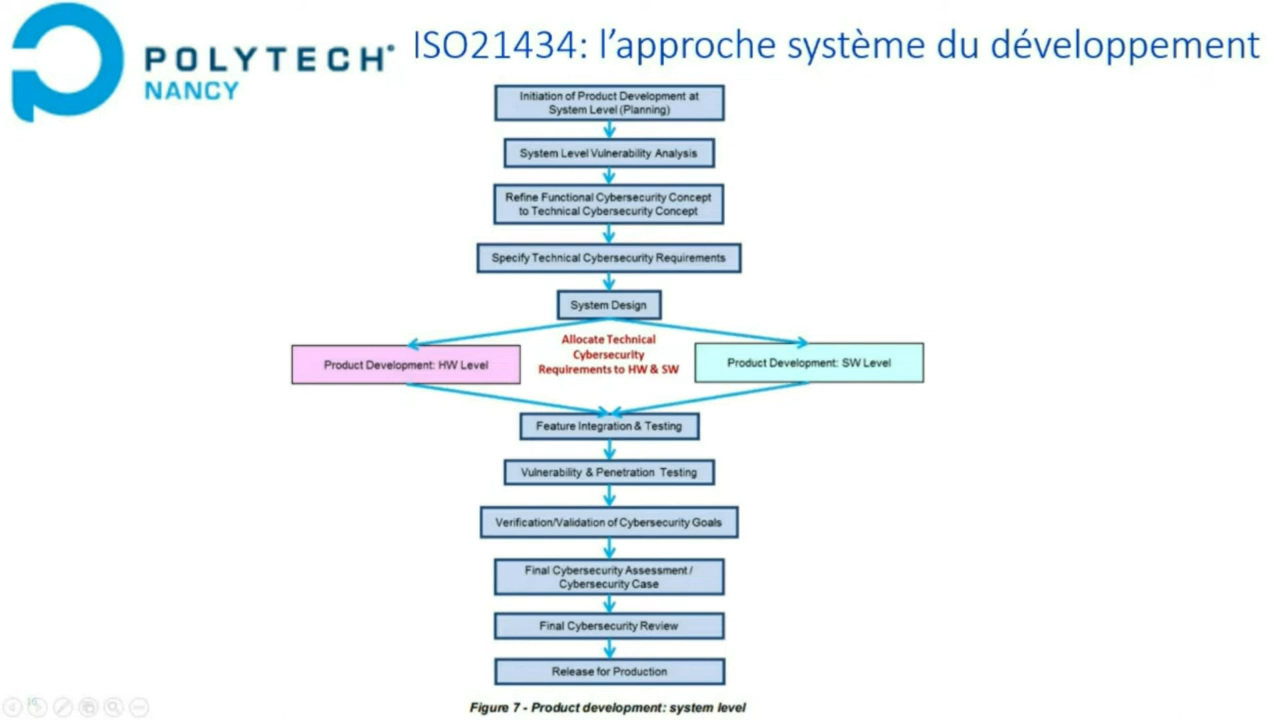 POLYTECH
NANCY
ISO21434: l'approche système du développement
Initiation of Product Development at
System Level (Planning)
System Level Vulnerability Analysis
Refine Functional Cybersecurity Concept
to Technical Cybersecurity Concept
Specify Technical Cybersecurity Requirements
System Design
Allocate Technical
Cybersecurity
Requirements to HW & SW
Product Development: HW Level
Product Development: SW Level
Feature Integration & Testing
Vulnerability & Penetration Testing
Verification/Validation of Cybersecurity Goals
Final Cybersecurity Assessment /
Cybersecurity Case
Final Cybersecurity Review
Release for Production
Figure 7 - Product development: system level